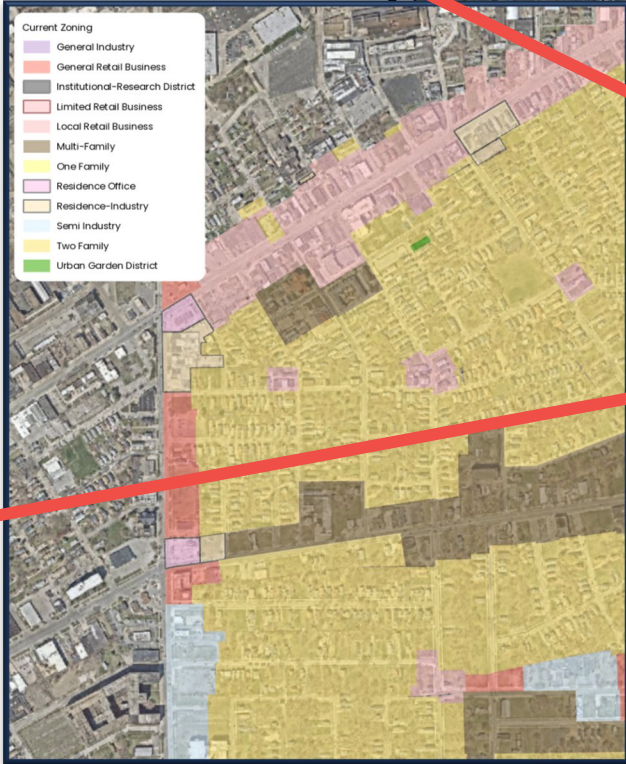 Current Zoning
General Industry
General Retail Business
Institutional-Research District
Limited Retail Business
Local Retail Business
Multi-Family
One Family
Residence Office
Residence-Industry
Semi Industry
Two Family
Urban Garden District